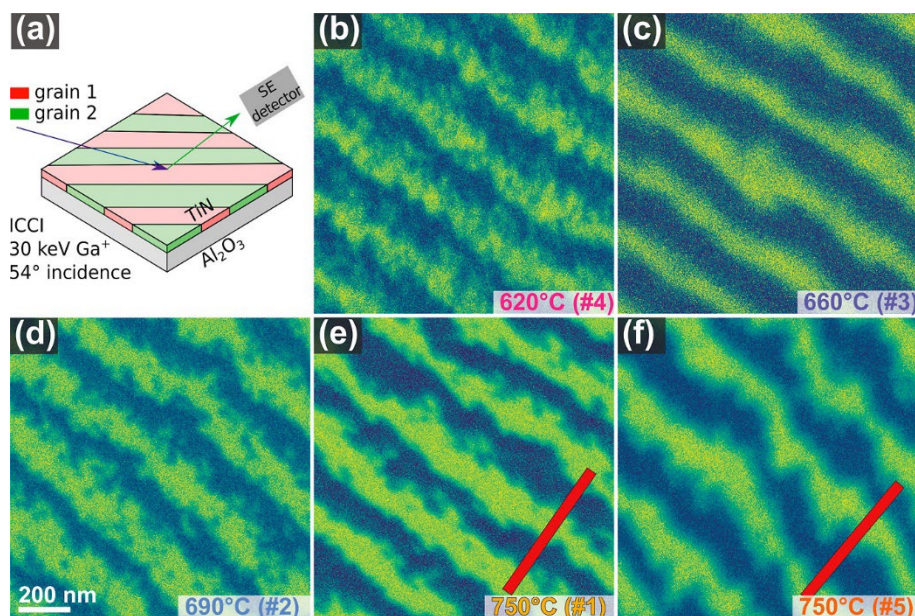 (a)
SE
detector
grain 1
grain 2
TiN
Al₂O₃
ICCI
30 keV Ga⁺
54° incidence
(b)
620°C (#4)
(c)
660°C (#3)
(d)
200 nm
690°C (#2)
(e)
750°C (#1)
(f)
750°C (#5)